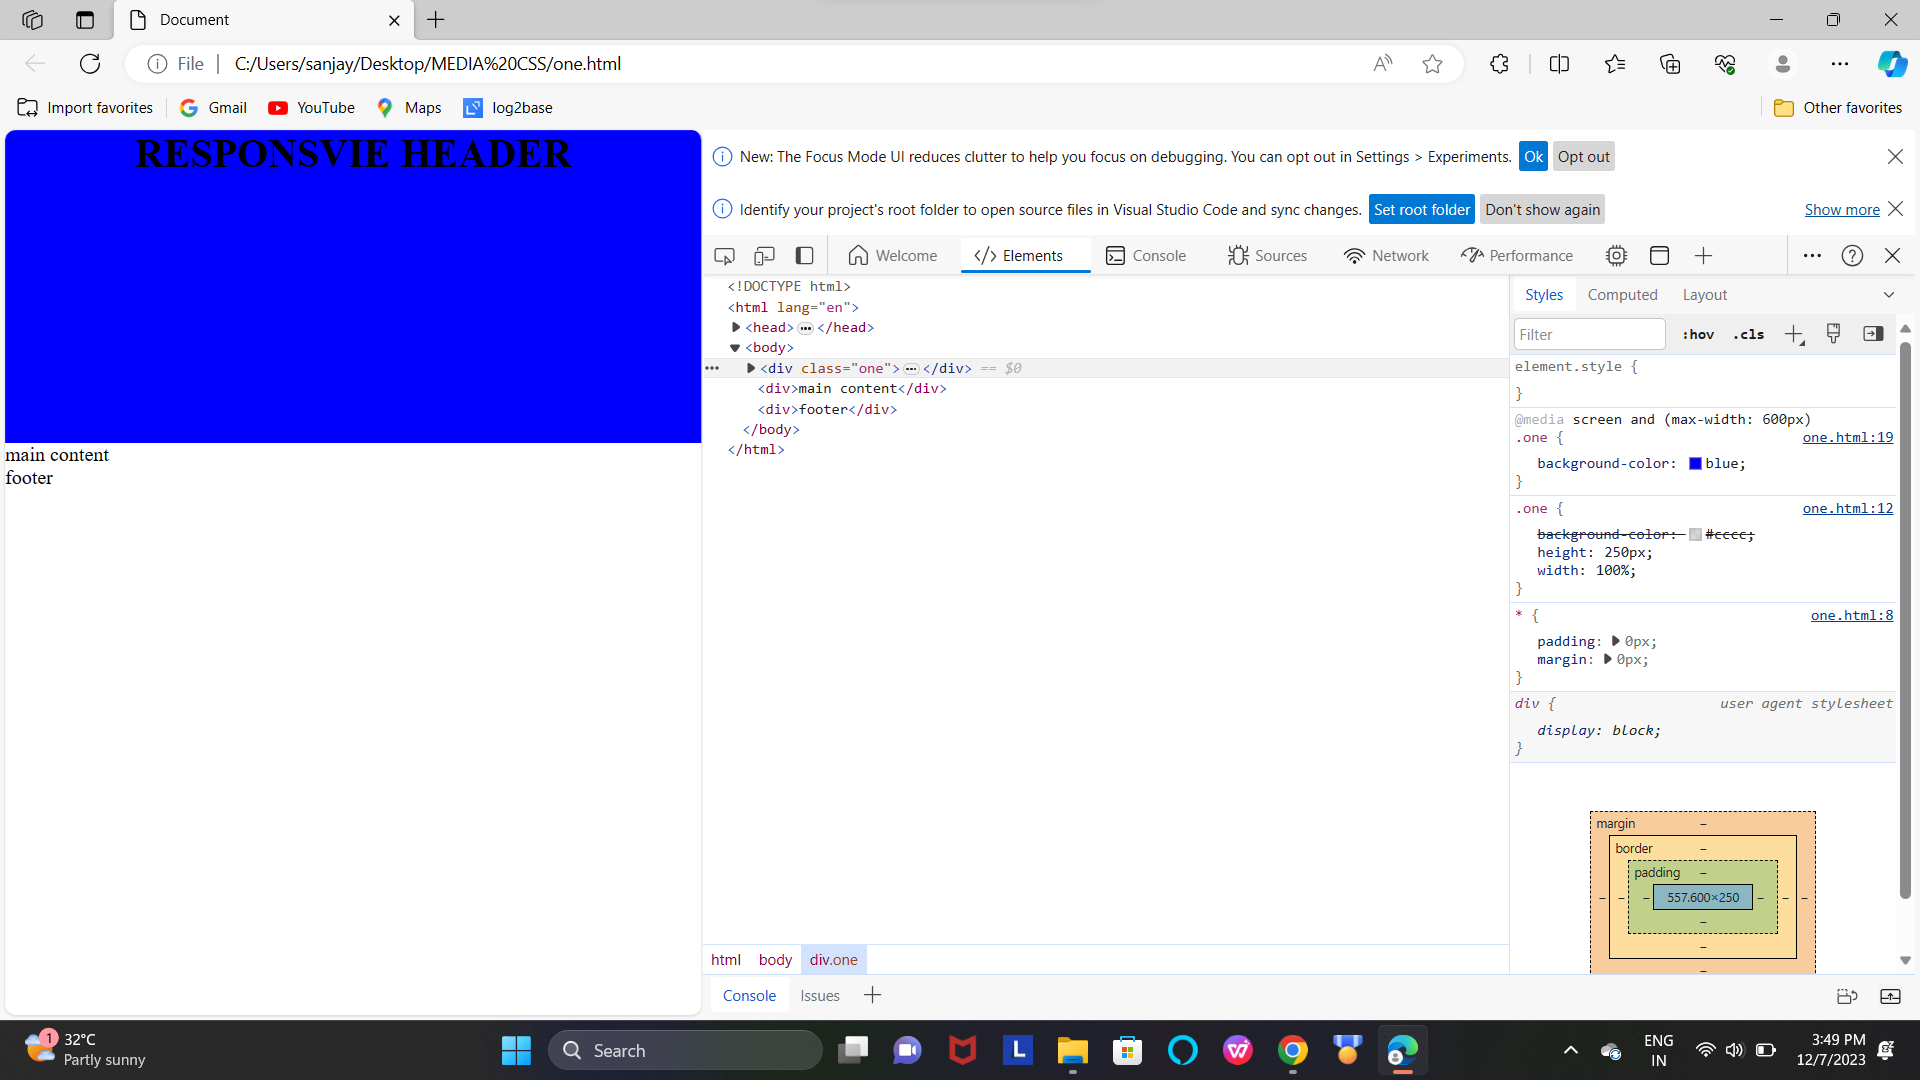 Document
File
C:/Users/sanjay/Desktop/MEDIA%20CSS/one.html
Import favorites
Gmail
YouTube
Maps
log2base
Other favorites
RESPONSVIE HEADER
main content
footer
New: The Focus Mode UI reduces clutter to help you focus on debugging. You can opt out in Settings > Experiments. Ok Opt out
Identify your project's root folder to open source files in Visual Studio Code and sync changes. Set root folder Don't show again Show more
Welcome </> Elements Console Sources Network Performance
<!DOCTYPE html>
<html lang="en">
<head>…</head>
<body>
<div class="one">…</div> == $0
<div>main content</div>
<div>footer</div>
</body>
</html>
Styles Computed Layout
Filter :hov .cls
element.style {
}
@media screen and (max-width: 600px)
.one { one.html:19
background-color: blue;
}
.one { one.html:12
background-color: #cccc;
height: 250px;
width: 100%;
}
* { one.html:8
padding: 0px;
margin: 0px;
}
div { user agent stylesheet
display: block;
}
margin –
border –
padding –
– – – 557.600×250 – – –
–
–
–
html body div.one
Console Issues
1
32°C
Partly sunny
Search
L
ENG
IN
3:49 PM
12/7/2023